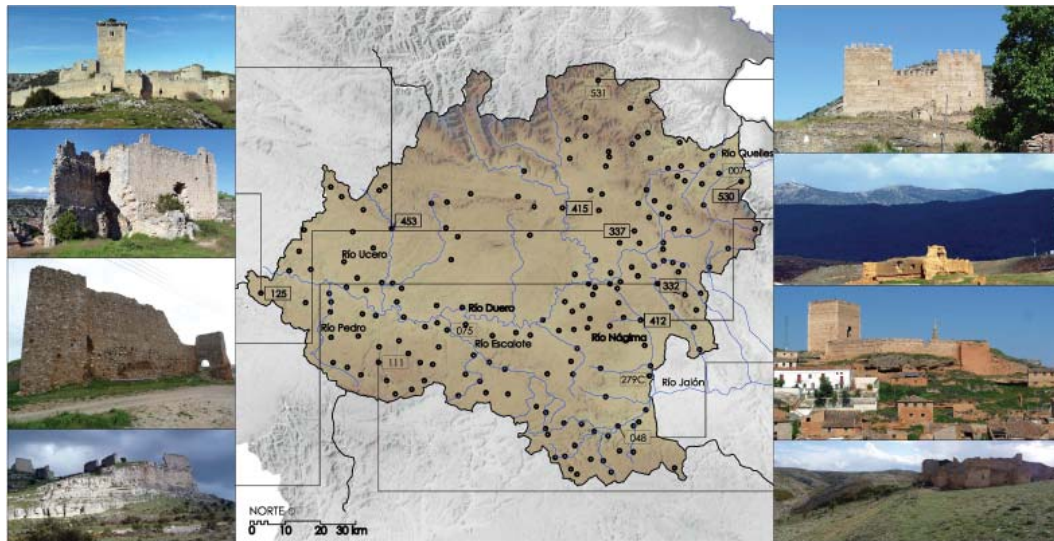 531
Río Queiles
007
530
415
453
337
Río Ucero
332
125
Río Duero
412
075
Río Pedro
Río Escalote
Río Nágima
111
279C
Río Jalón
048
NORTE
0 10 20 30 km